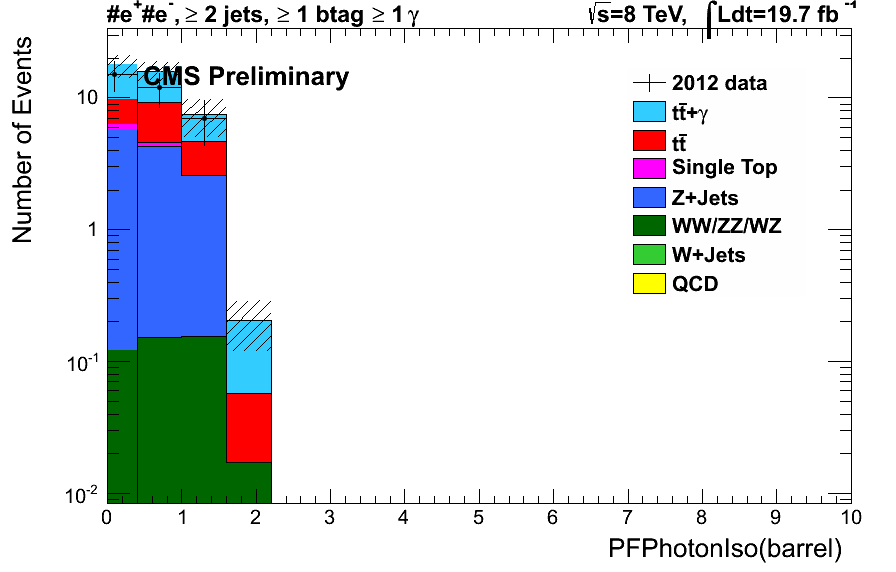 #e⁺#e⁻, ≥ 2 jets, ≥ 1 btag ≥ 1 γ
√s=8 TeV, ∫Ldt=19.7 fb⁻¹
CMS Preliminary
2012 data
tt̄+γ
tt̄
Single Top
Z+Jets
WW/ZZ/WZ
W+Jets
QCD
Number of Events
10
1
10⁻¹
10⁻²
0 1 2 3 4 5 6 7 8 9 10
PFPhotonIso(barrel)